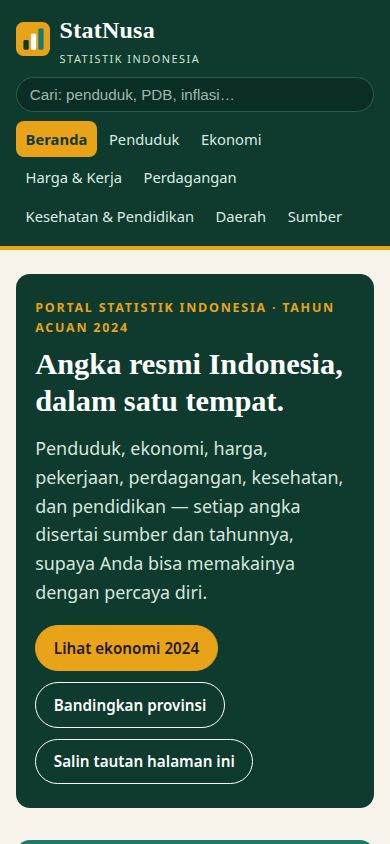 StatNusa
STATISTIK INDONESIA
Cari: penduduk, PDB, inflasi…
Beranda Penduduk Ekonomi
Harga & Kerja Perdagangan
Kesehatan & Pendidikan Daerah Sumber
PORTAL STATISTIK INDONESIA · TAHUN
ACUAN 2024
Angka resmi Indonesia,
dalam satu tempat.
Penduduk, ekonomi, harga,
pekerjaan, perdagangan, kesehatan,
dan pendidikan — setiap angka
disertai sumber dan tahunnya,
supaya Anda bisa memakainya
dengan percaya diri.
Lihat ekonomi 2024
Bandingkan provinsi
Salin tautan halaman ini